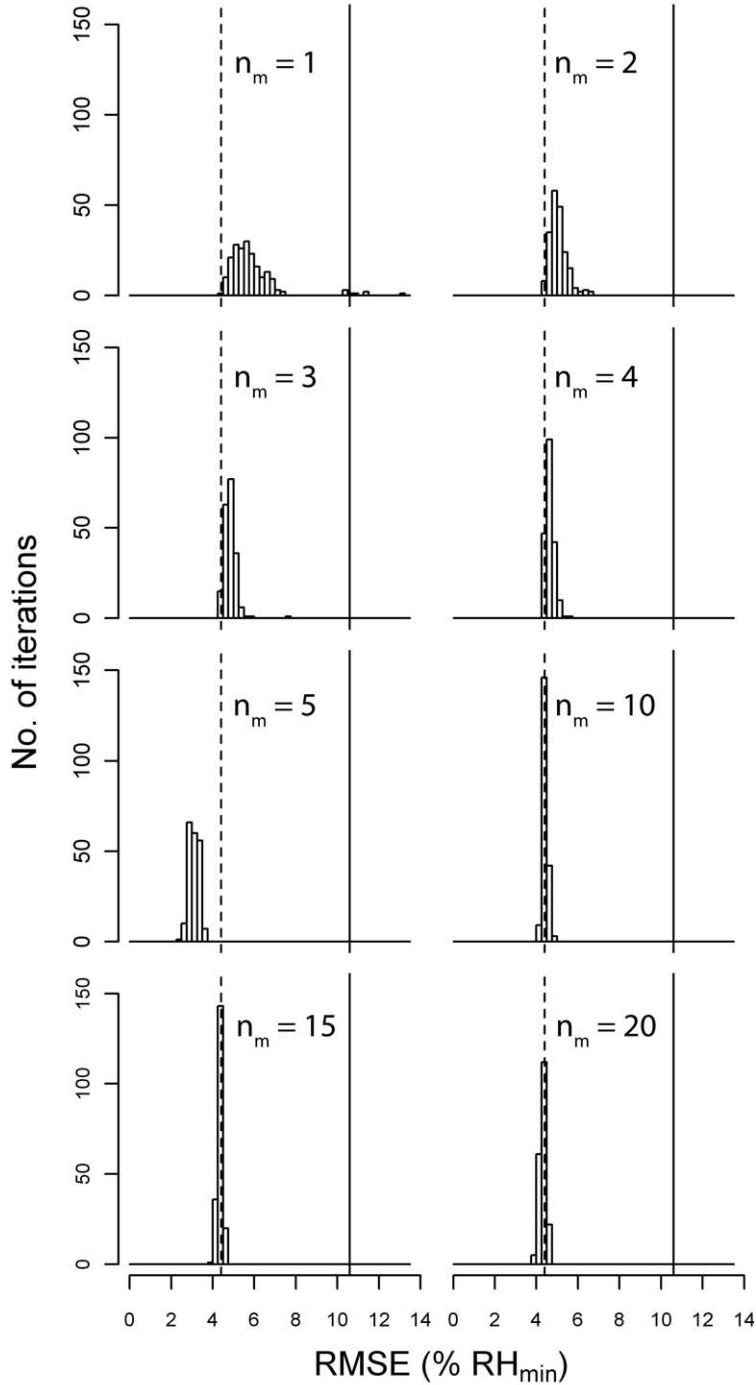 No. of iterations
150
100
50
0
n_m = 1
n_m = 2
150
100
50
0
n_m = 3
n_m = 4
150
100
50
0
n_m = 5
n_m = 10
150
100
50
0
n_m = 15
n_m = 20
0 2 4 6 8 10 12 14
0 2 4 6 8 10 12 14
RMSE (% RH_min)